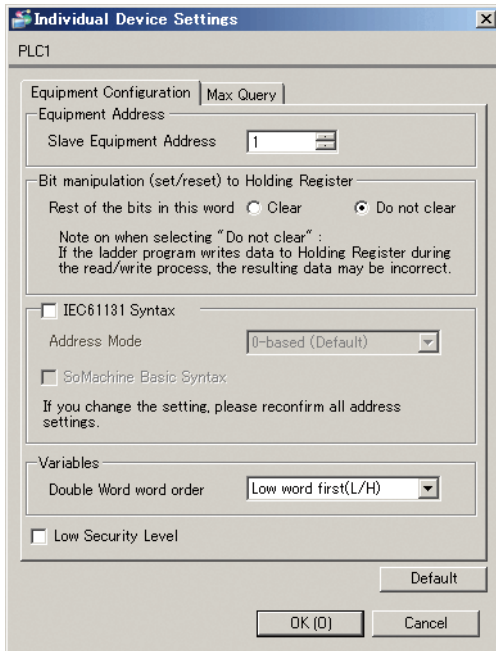 Individual Device Settings
PLC1
Equipment Configuration
Max Query
Equipment Address
Slave Equipment Address
1
Bit manipulation (set/reset) to Holding Register
Rest of the bits in this word
Clear
Do not clear
Note on when selecting "Do not clear" :
If the ladder program writes data to Holding Register during
the read/write process, the resulting data may be incorrect.
IEC61131 Syntax
Address Mode
0-based (Default)
SoMachine Basic Syntax
If you change the setting, please reconfirm all address
settings.
Variables
Double Word word order
Low word first(L/H)
Low Security Level
Default
OK (O)
Cancel